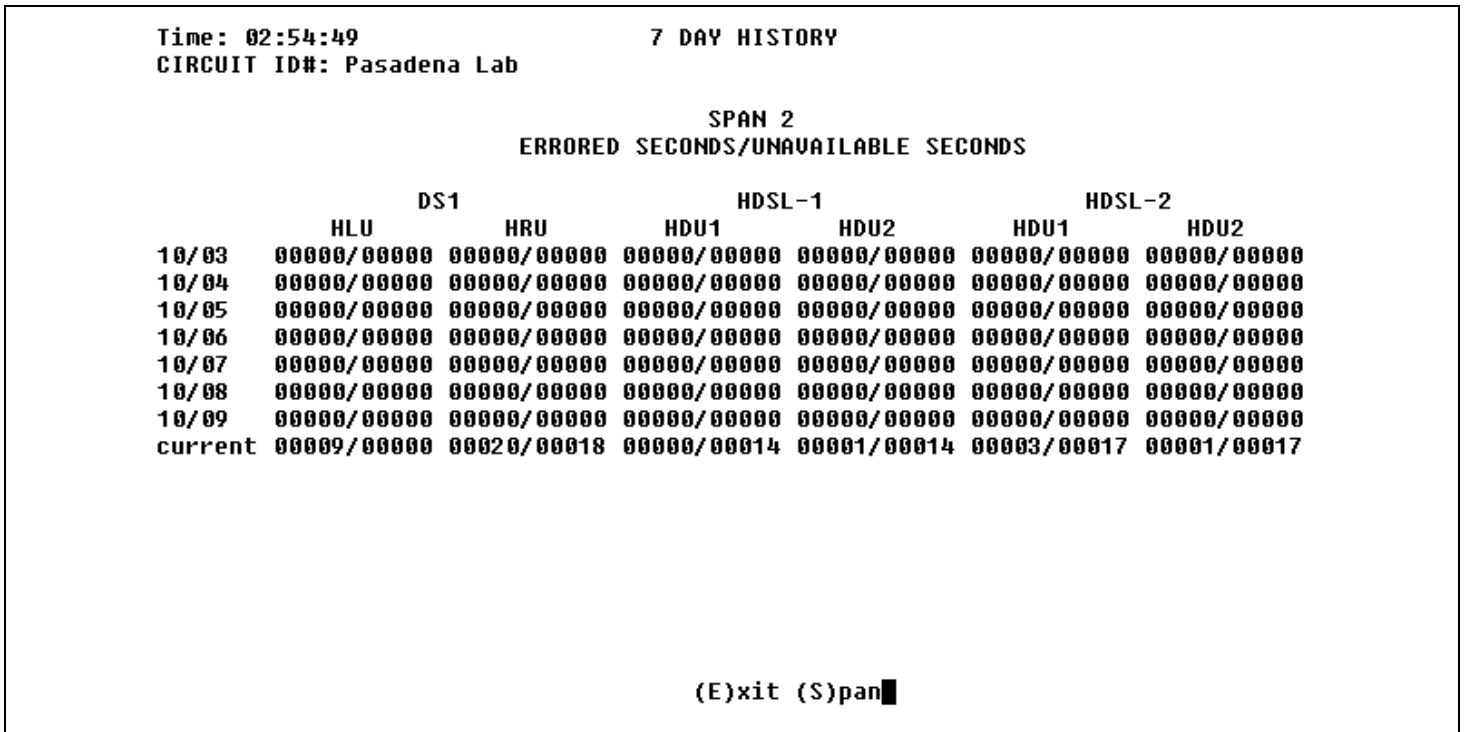 Time: 02:54:49 7 DAY HISTORY
CIRCUIT ID#: Pasadena Lab
SPAN 2
ERRORED SECONDS/UNAVAILABLE SECONDS
DS1 HDSL-1 HDSL-2
HLU HRU HDU1 HDU2 HDU1 HDU2
10/03 00000/00000 00000/00000 00000/00000 00000/00000 00000/00000 00000/00000
10/04 00000/00000 00000/00000 00000/00000 00000/00000 00000/00000 00000/00000
10/05 00000/00000 00000/00000 00000/00000 00000/00000 00000/00000 00000/00000
10/06 00000/00000 00000/00000 00000/00000 00000/00000 00000/00000 00000/00000
10/07 00000/00000 00000/00000 00000/00000 00000/00000 00000/00000 00000/00000
10/08 00000/00000 00000/00000 00000/00000 00000/00000 00000/00000 00000/00000
10/09 00000/00000 00000/00000 00000/00000 00000/00000 00000/00000 00000/00000
current 00009/00000 00020/00018 00000/00014 00001/00014 00003/00017 00001/00017
(E)xit (S)pan